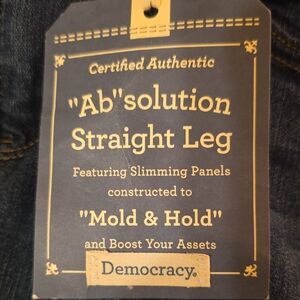 Certified Authentic
"Ab"solution
Straight Leg
Featuring Slimming Panels
constructed to
"Mold & Hold"
and Boost Your Assets
Democracy®